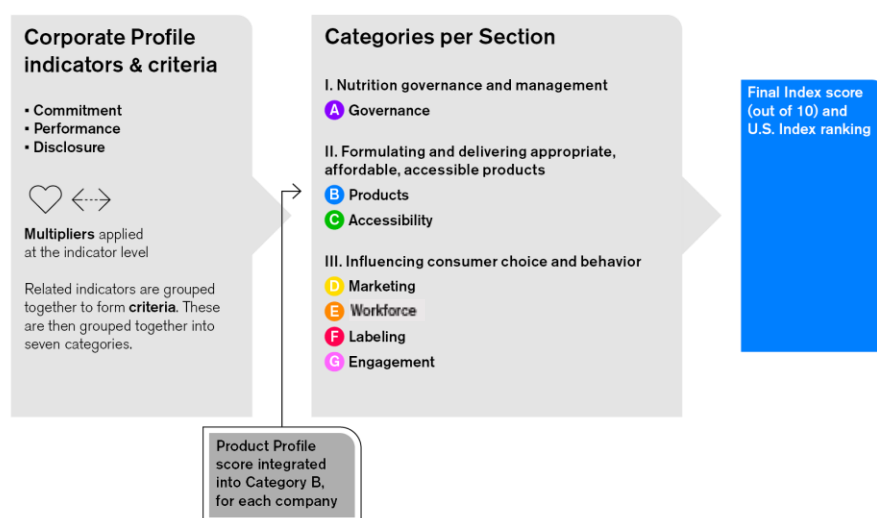 Corporate Profile
indicators & criteria
▪ Commitment
▪ Performance
▪ Disclosure
Multipliers applied
at the indicator level
Related indicators are grouped
together to form criteria. These
are then grouped together into
seven categories.
Categories per Section
I. Nutrition governance and management
A Governance
II. Formulating and delivering appropriate,
affordable, accessible products
B Products
C Accessibility
III. Influencing consumer choice and behavior
D Marketing
E Workforce
F Labeling
G Engagement
Product Profile
score integrated
into Category B,
for each company
Final Index score
(out of 10) and
U.S. Index ranking